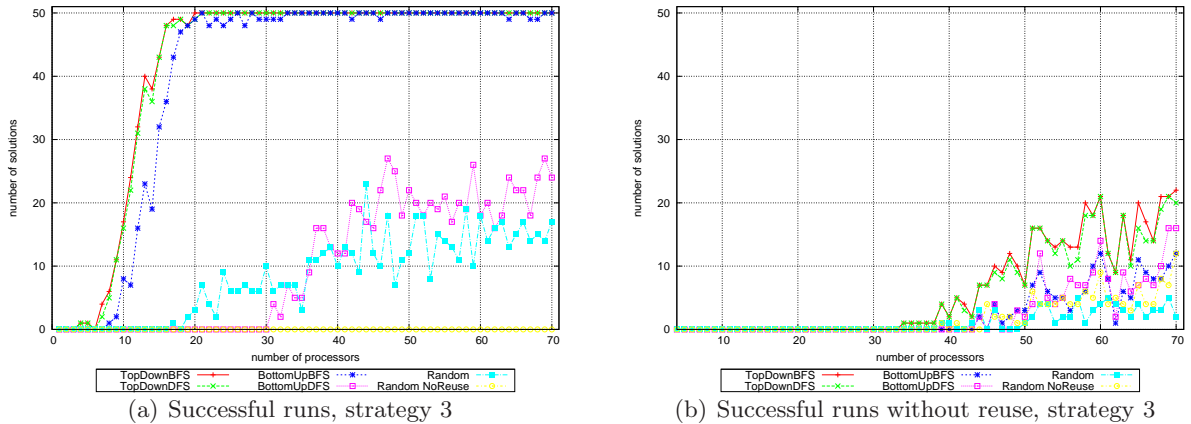 50
40
30
20
10
0
number of solutions
0 10 20 30 40 50 60 70
number of processors
TopDownBFS BottomUpBFS Random
TopDownDFS BottomUpDFS Random NoReuse
(a) Successful runs, strategy 3
50
40
30
20
10
0
number of solutions
10 20 30 40 50 60 70
number of processors
TopDownBFS BottomUpBFS Random
TopDownDFS BottomUpDFS Random NoReuse
(b) Successful runs without reuse, strategy 3